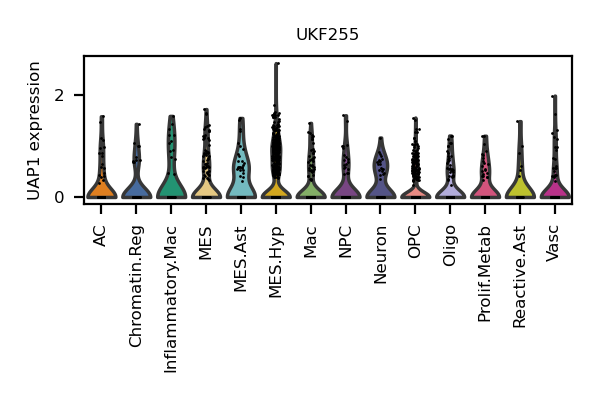 UKF255
UAP1 expression
2
0
AC
Chromatin.Reg
Inflammatory.Mac
MES
MES.Ast
MES.Hyp
Mac
NPC
Neuron
OPC
Oligo
Prolif.Metab
Reactive.Ast
Vasc